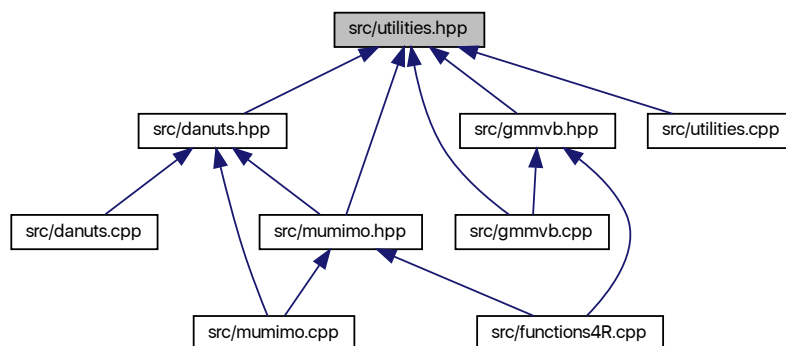 src/utilities.hpp
src/danuts.hpp
src/gmmvb.hpp
src/utilities.cpp
src/danuts.cpp
src/mumimo.hpp
src/gmmvb.cpp
src/mumimo.cpp
src/functions4R.cpp